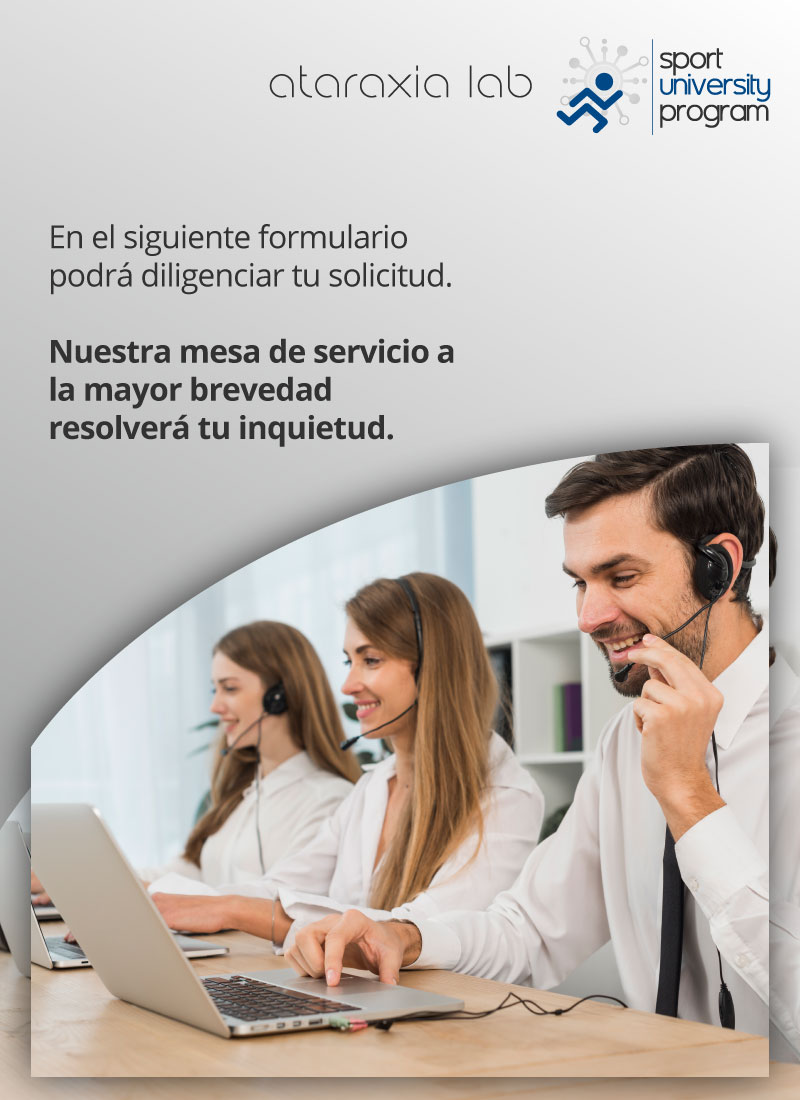 ataraxia lab
sport
university
program
En el siguiente formulario
podrá diligenciar tu solicitud.
Nuestra mesa de servicio a
la mayor brevedad
resolverá tu inquietud.